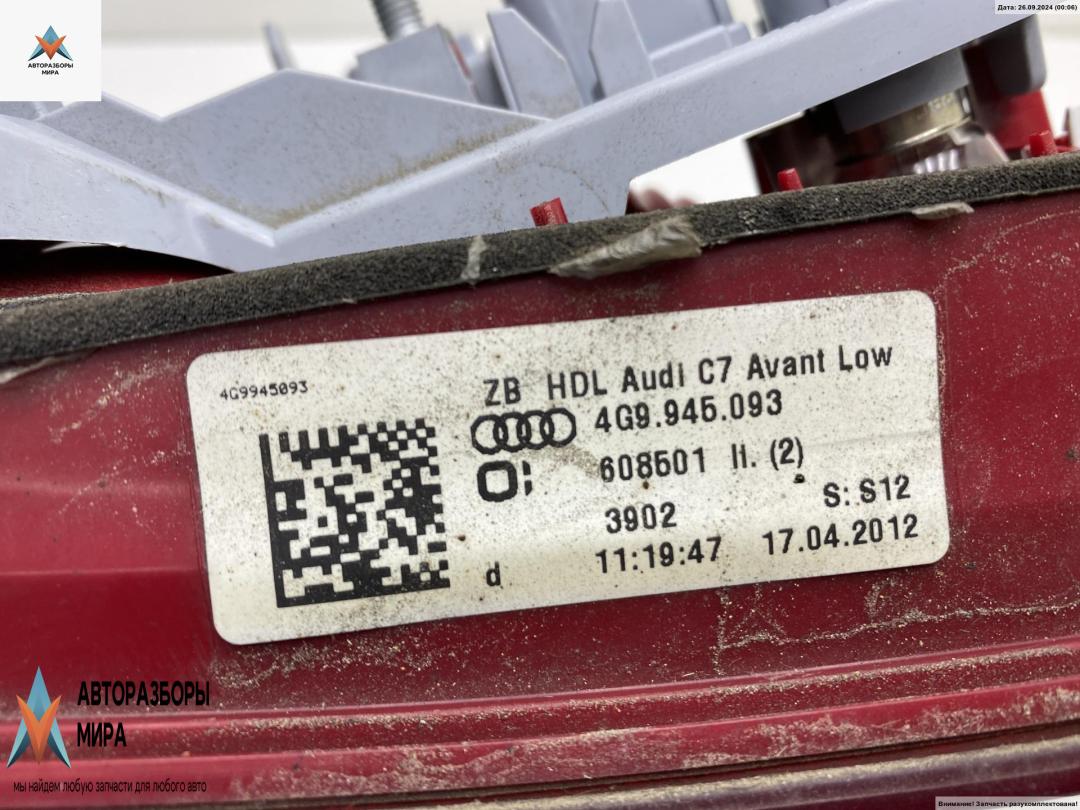 Дата: 26.09.2024 (00:06)
АВТОРАЗБОРЫ
МИРА
4G9945093
ZB HDL Audi C7 Avant Low
4G9.945.093
608501 li. (2)
3902 S: S12
d 11:19:47 17.04.2012
АВТОРАЗБОРЫ
МИРА
мы найдем любую запчасти для любого авто
Внимание! Запчасть разукомплектована!